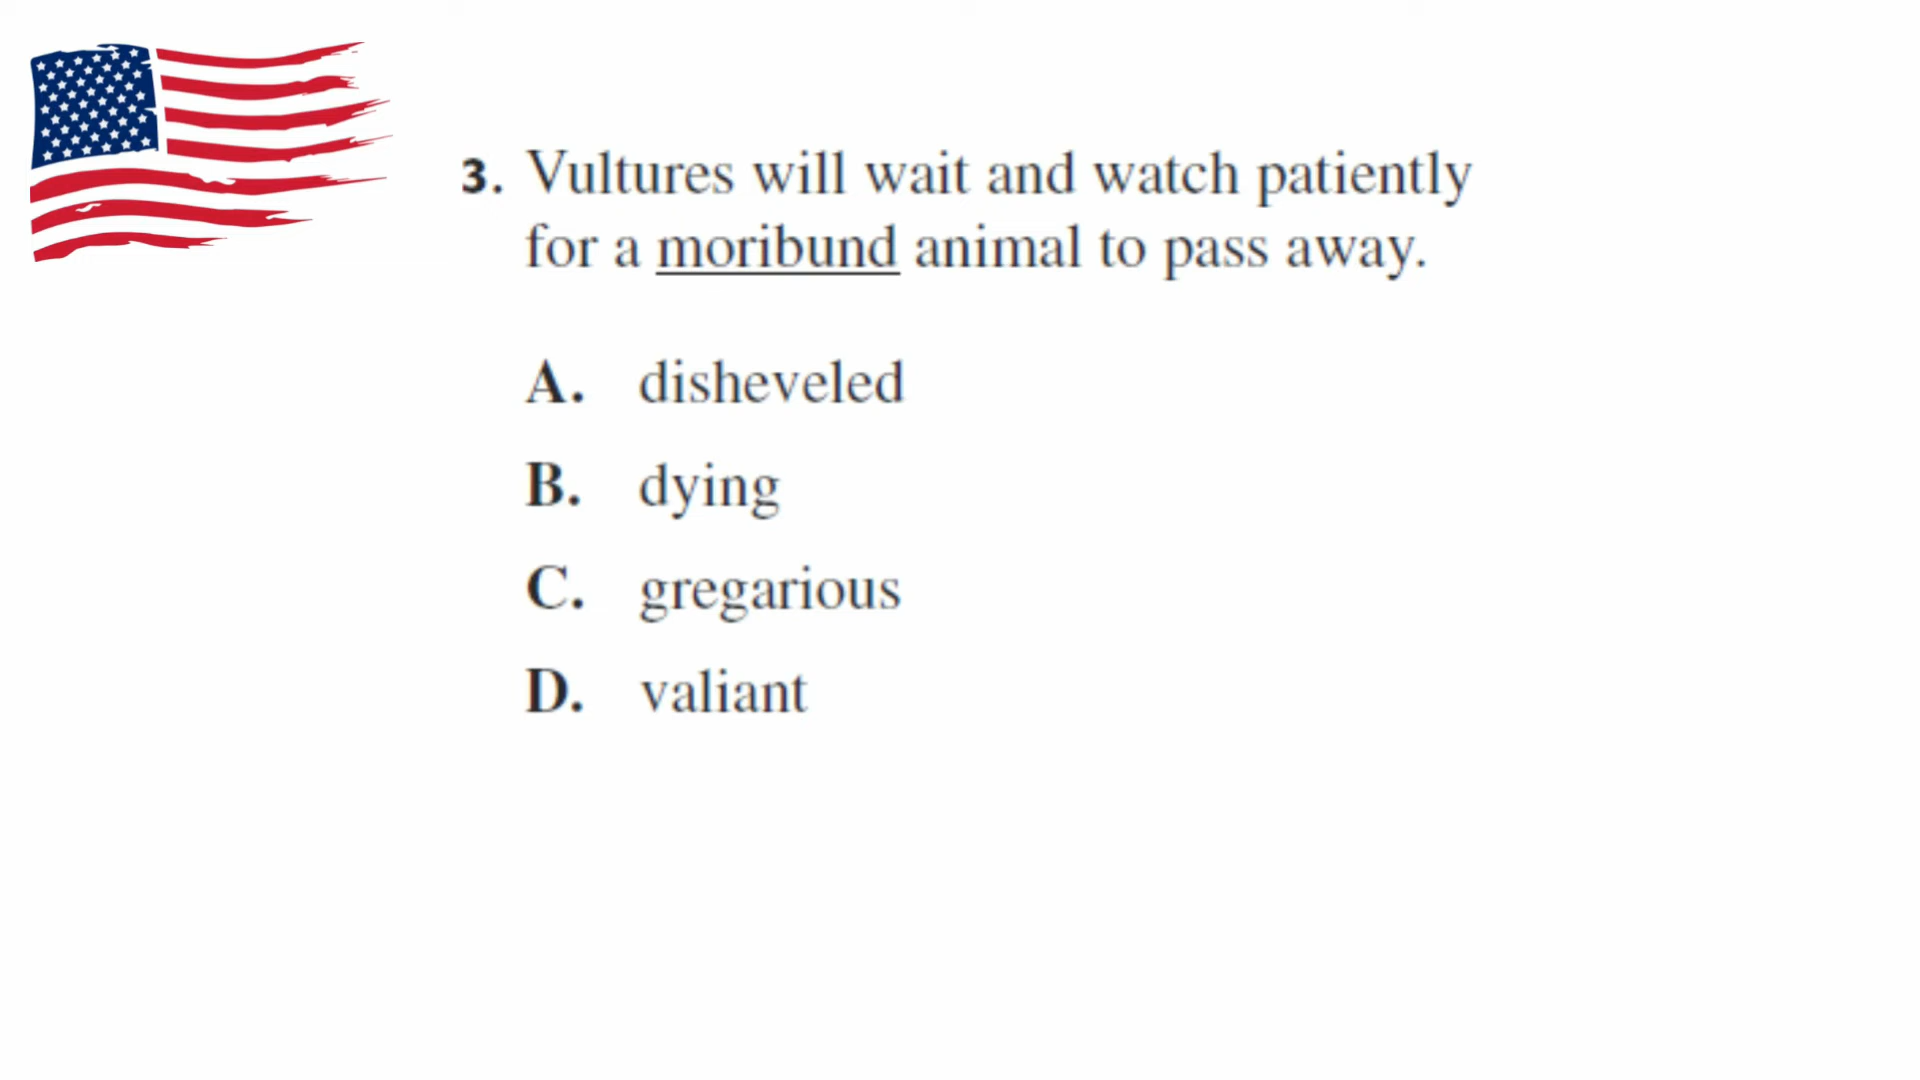 3. Vultures will wait and watch patiently
for a moribund animal to pass away.
A. disheveled
B. dying
C. gregarious
D. valiant